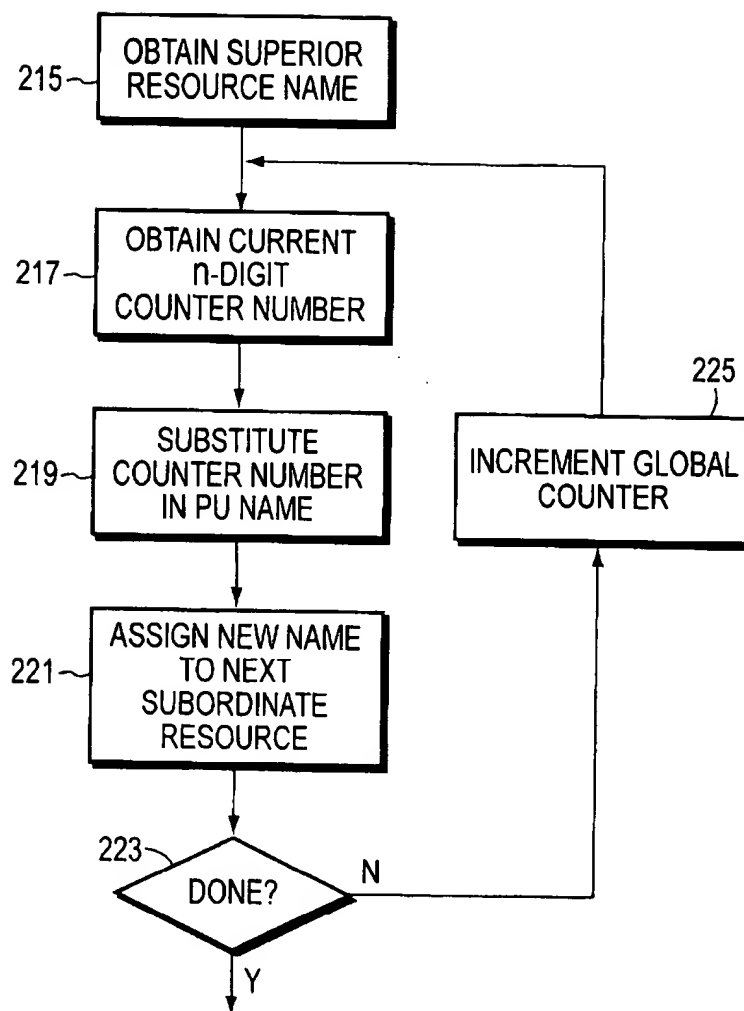 OBTAIN SUPERIOR
RESOURCE NAME
215
OBTAIN CURRENT
n-DIGIT
COUNTER NUMBER
217
225
SUBSTITUTE
COUNTER NUMBER
IN PU NAME
219
INCREMENT GLOBAL
COUNTER
ASSIGN NEW NAME
TO NEXT
SUBORDINATE
RESOURCE
221
223
DONE?
N
Y